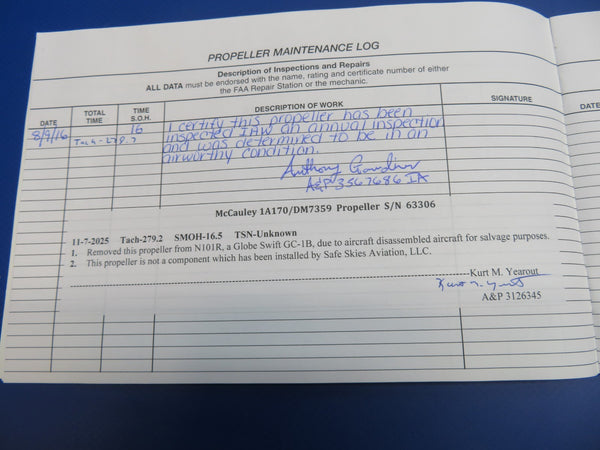 PROPELLER MAINTENANCE LOG
Description of Inspections and Repairs
ALL DATA must be endorsed with the name, rating and certificate number of either
the FAA Repair Station or the mechanic.
DATE TOTAL TIME TIME S.O.H. DESCRIPTION OF WORK SIGNATURE
8/9/16 Tach-279.7 16 I certify this propeller has been
inspected IAW an annual inspection
and was determined to be in an
airworthy condition.
Anthony
A&P 3567686 IA
McCauley 1A170/DM7359 Propeller S/N 63306
11-7-2025 Tach-279.2 SMOH-16.5 TSN-Unknown
1. Removed this propeller from N101R, a Globe Swift GC-1B, due to aircraft disassembled aircraft for salvage purposes.
2. This propeller is not a component which has been installed by Safe Skies Aviation, LLC.
Kurt M. Yearout
A&P 3126345
DATE